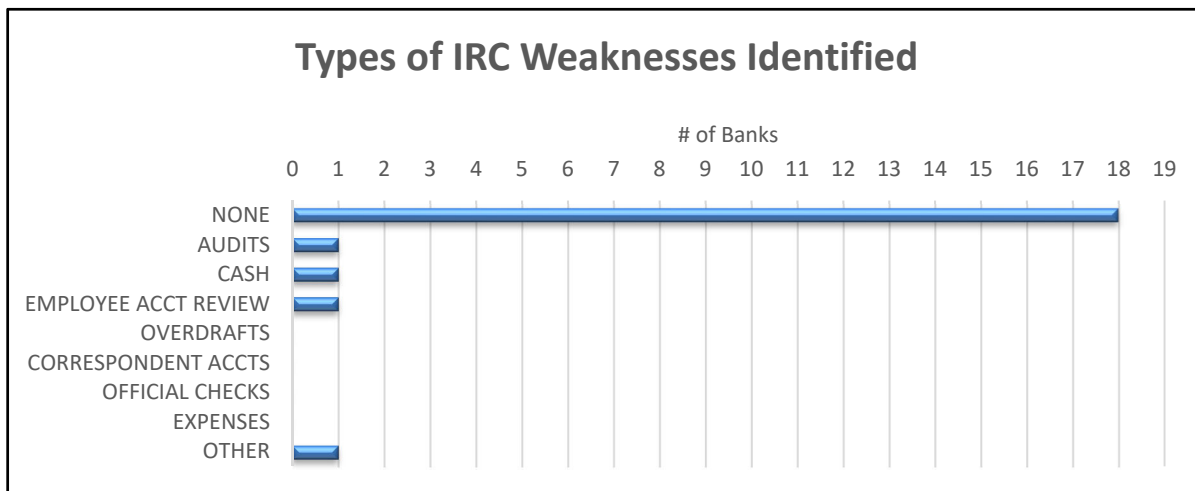 Types of IRC Weaknesses Identified
# of Banks
0 1 2 3 4 5 6 7 8 9 10 11 12 13 14 15 16 17 18 19
NONE
AUDITS
CASH
EMPLOYEE ACCT REVIEW
OVERDRAFTS
CORRESPONDENT ACCTS
OFFICIAL CHECKS
EXPENSES
OTHER